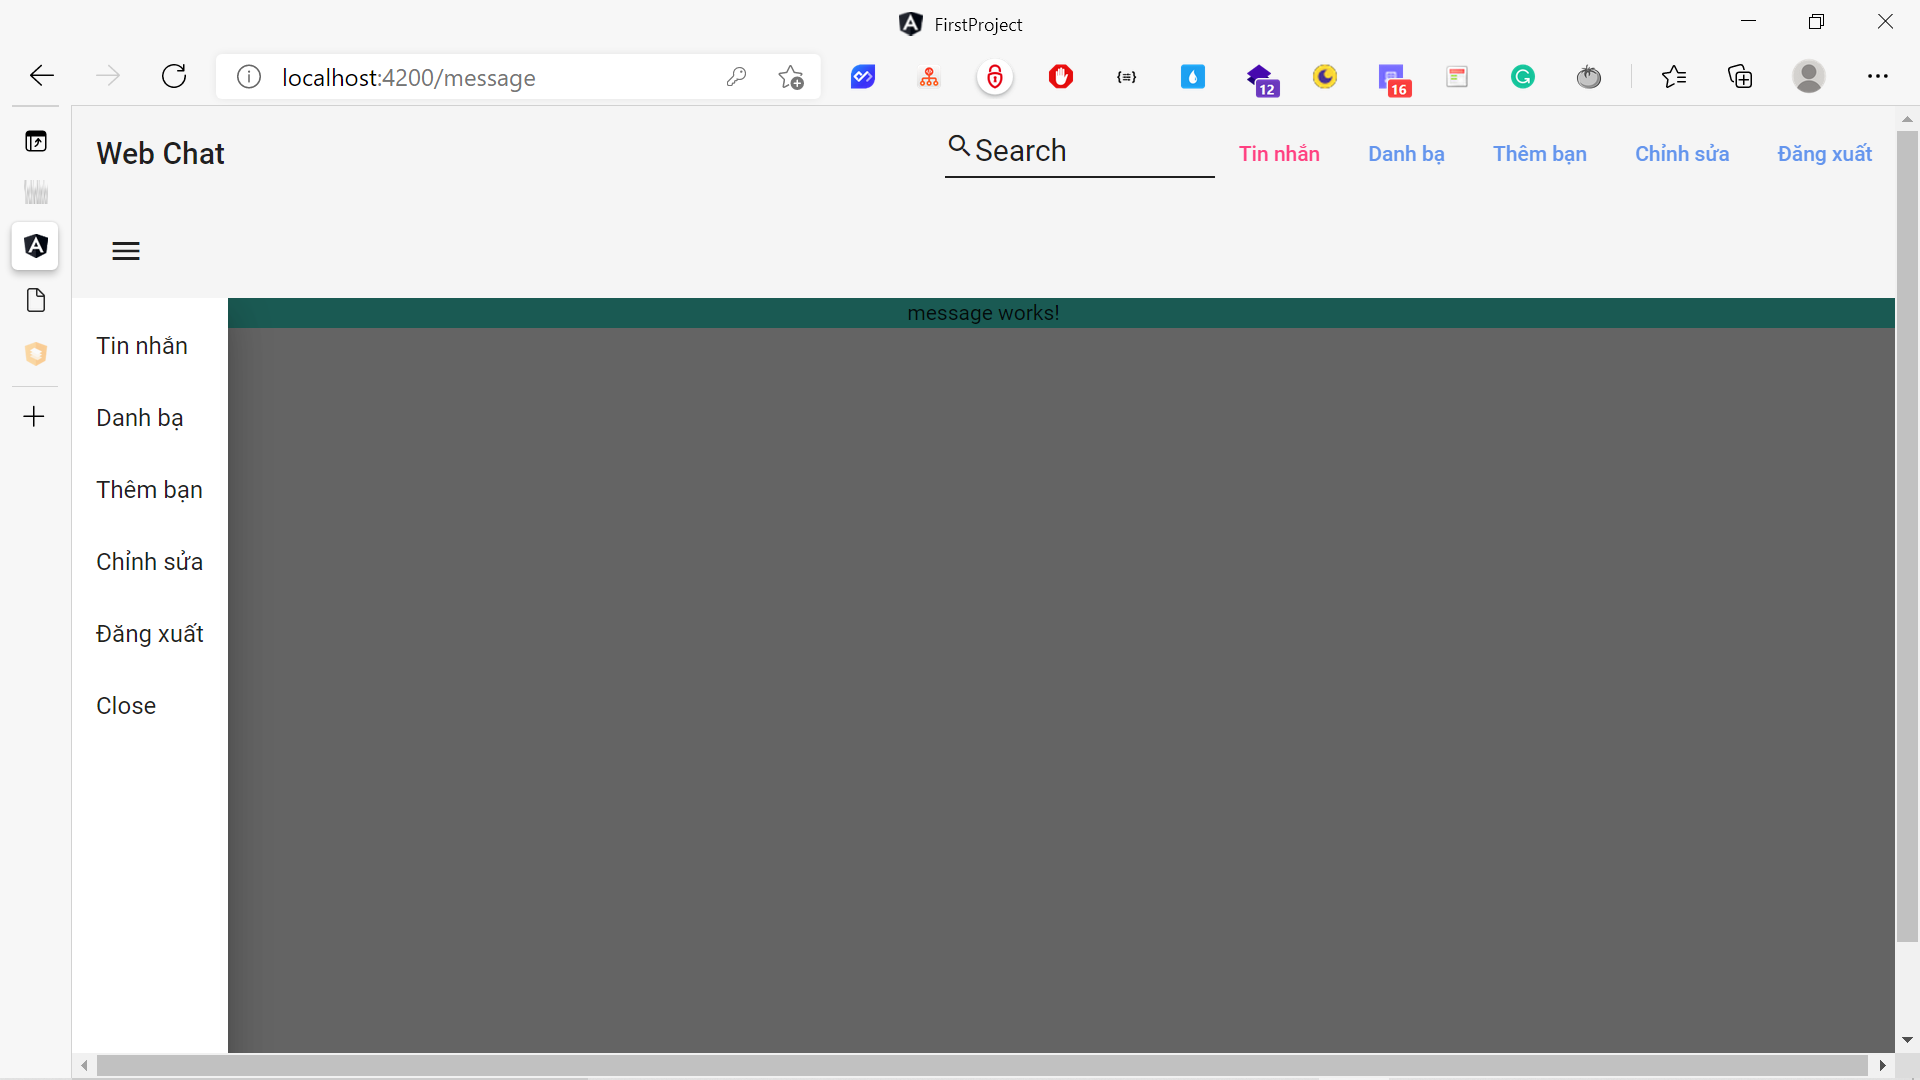 FirstProject
localhost:4200/message
12
16
Web Chat
Search
Tin nhắn
Danh bạ
Thêm bạn
Chỉnh sửa
Đăng xuất
message works!
Tin nhắn
Danh bạ
Thêm bạn
Chỉnh sửa
Đăng xuất
Close